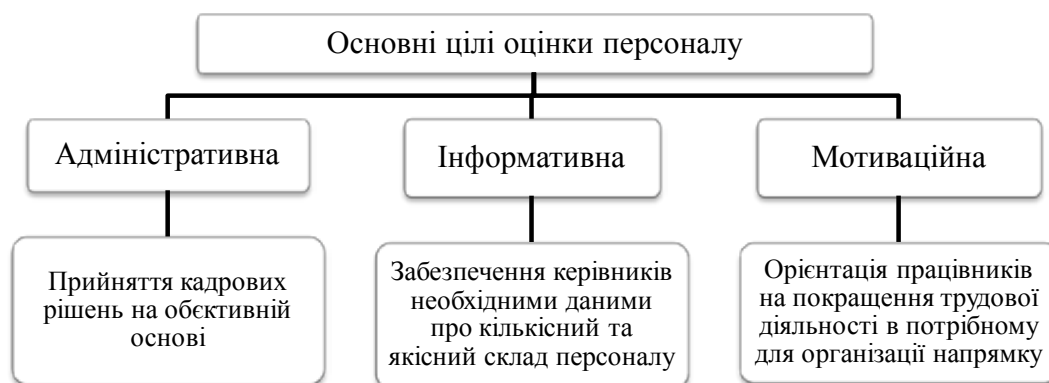 Основні цілі оцінки персоналу
Адміністративна
Інформативна
Мотиваційна
Прийняття кадрових
рішень на обєктивній
основі
Забезпечення керівників
необхідними даними
про кількісний та
якісний склад персоналу
Орієнтація працівників
на покращення трудової
діяльності в потрібному
для організації напрямку